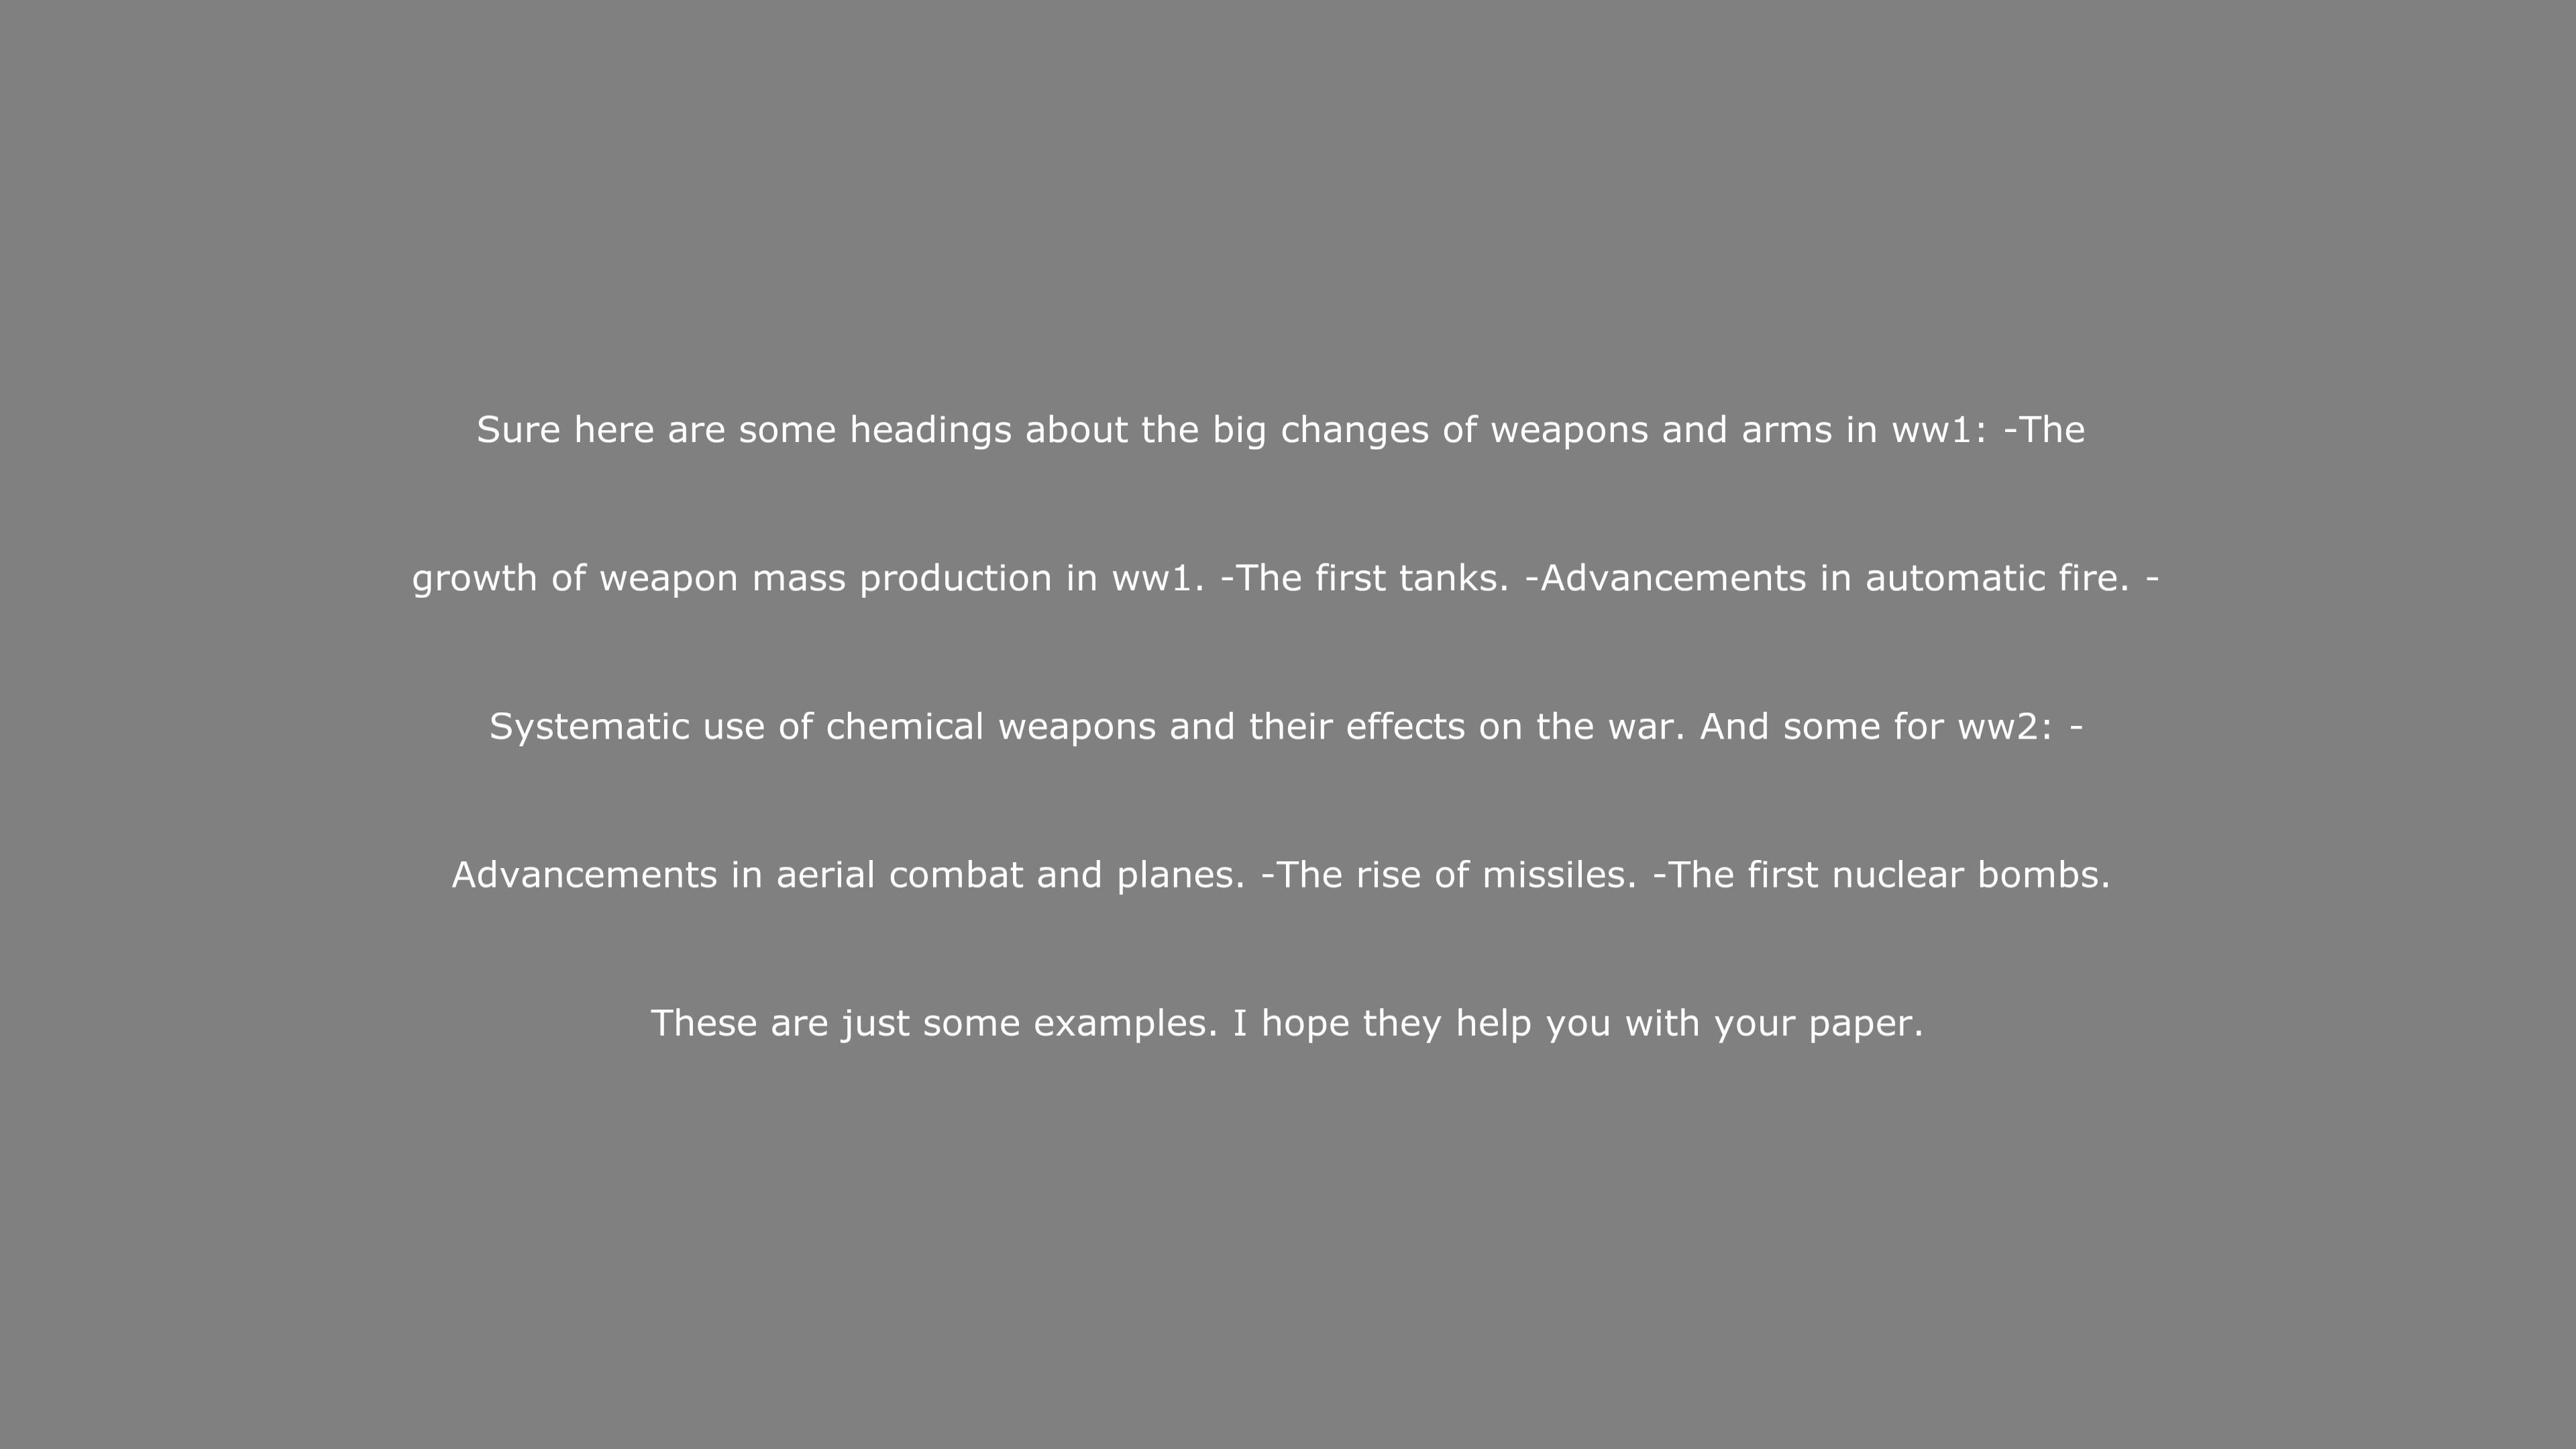 Sure here are some headings about the big changes of weapons and arms in ww1: -The
growth of weapon mass production in ww1. -The first tanks. -Advancements in automatic fire. -
Systematic use of chemical weapons and their effects on the war. And some for ww2: -
Advancements in aerial combat and planes. -The rise of missiles. -The first nuclear bombs.
These are just some examples. I hope they help you with your paper.